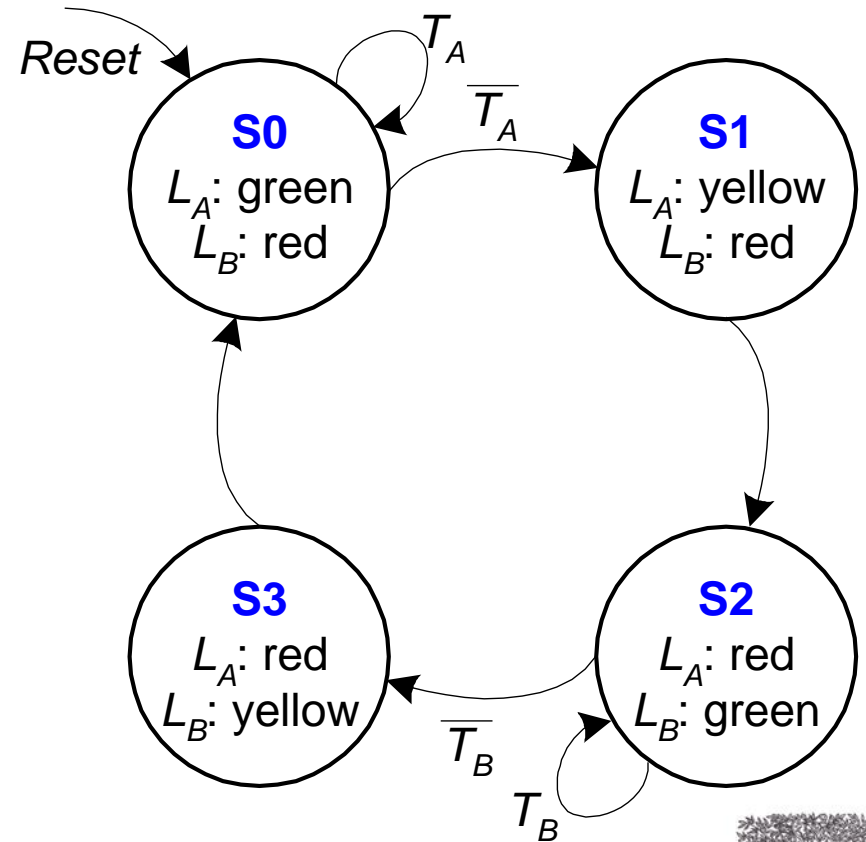 Reset
T_A
T̅_A̅
S0
L_A: green
L_B: red
S1
L_A: yellow
L_B: red
S3
L_A: red
L_B: yellow
S2
L_A: red
L_B: green
T̅_B̅
T_B